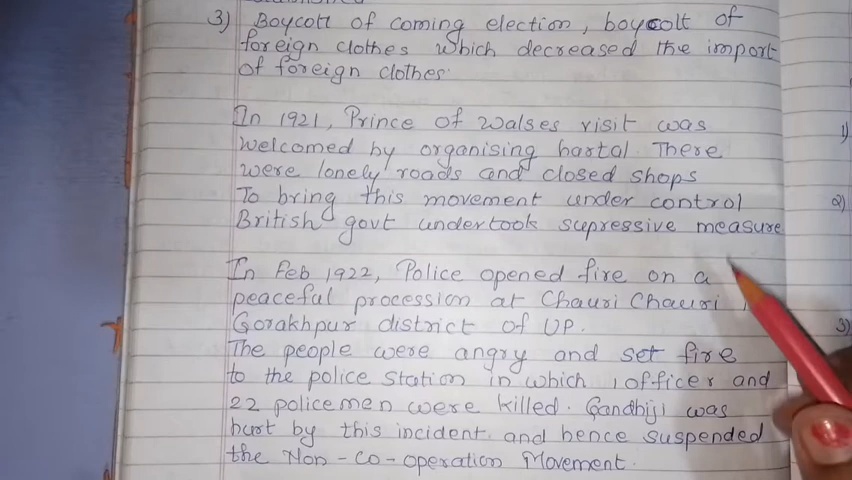 3) Boycott of coming election, boycott of
foreign clothes which decreased the import
of foreign clothes.
In 1921, Prince of Walses visit was
welcomed by organising hartal. There
were lonely roads and closed shops
To bring this movement under control
British govt undertook supressive measure
In Feb 1922, Police opened fire on a
peaceful procession at Chauri Chauri,
Gorakhpur district of UP.
The people were angry and set fire
to the police station in which 1 officer and
22 policemen were killed. Gandhiji was
hurt by this incident and hence suspended
the Non-co-operation Movement.
1)
2)
3)